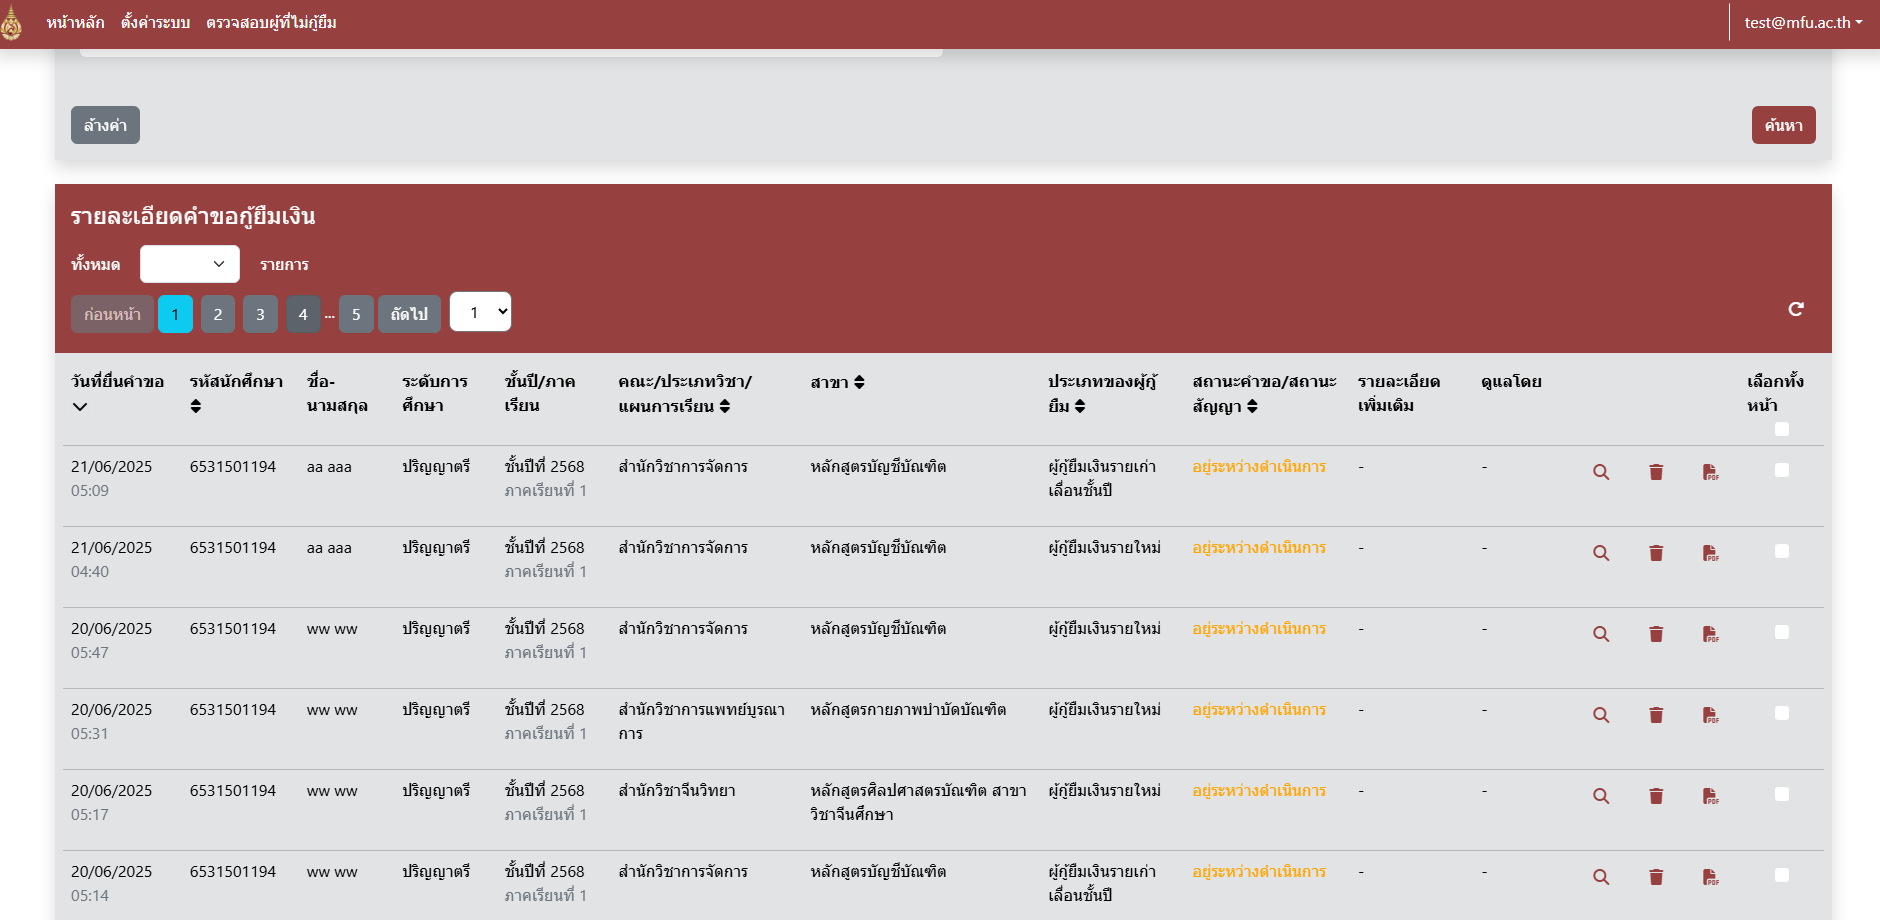 หน้าหลัก ตั้งค่าระบบ ตรวจสอบผู้ที่ไม่กู้ยืม test@mfu.ac.th
ล้างค่า ค้นหา
รายละเอียดคำขอกู้ยืมเงิน
ทั้งหมด รายการ
ก่อนหน้า 1 2 3 4 ... 5 ถัดไป 1
วันที่ยื่นคำขอ รหัสนักศึกษา ชื่อ- ระดับการ ชั้นปี/ภาค คณะ/ประเภทวิชา/ สาขา ประเภทของผู้กู้ สถานะคำขอ/สถานะ รายละเอียด ดูแลโดย เลือกทั้ง
นามสกุล ศึกษา เรียน แผนการเรียน ยืม สัญญา เพิ่มเติม หน้า
21/06/2025 6531501194 aa aaa ปริญญาตรี ชั้นปีที่ 2568 สำนักวิชาการจัดการ หลักสูตรบัญชีบัณฑิต ผู้กู้ยืมเงินรายเก่า อยู่ระหว่างดำเนินการ - -
05:09 ภาคเรียนที่ 1 เลื่อนชั้นปี PDF
21/06/2025 6531501194 aa aaa ปริญญาตรี ชั้นปีที่ 2568 สำนักวิชาการจัดการ หลักสูตรบัญชีบัณฑิต ผู้กู้ยืมเงินรายใหม่ อยู่ระหว่างดำเนินการ - -
04:40 ภาคเรียนที่ 1 PDF
20/06/2025 6531501194 ww ww ปริญญาตรี ชั้นปีที่ 2568 สำนักวิชาการจัดการ หลักสูตรบัญชีบัณฑิต ผู้กู้ยืมเงินรายใหม่ อยู่ระหว่างดำเนินการ - -
05:47 ภาคเรียนที่ 1 PDF
20/06/2025 6531501194 ww ww ปริญญาตรี ชั้นปีที่ 2568 สำนักวิชาการแพทย์บูรณา หลักสูตรกายภาพบำบัดบัณฑิต ผู้กู้ยืมเงินรายใหม่ อยู่ระหว่างดำเนินการ - -
05:31 ภาคเรียนที่ 1 การ PDF
20/06/2025 6531501194 ww ww ปริญญาตรี ชั้นปีที่ 2568 สำนักวิชาจีนวิทยา หลักสูตรศิลปศาสตรบัณฑิต สาขา ผู้กู้ยืมเงินรายใหม่ อยู่ระหว่างดำเนินการ - -
05:17 ภาคเรียนที่ 1 วิชาจีนศึกษา PDF
20/06/2025 6531501194 ww ww ปริญญาตรี ชั้นปีที่ 2568 สำนักวิชาการจัดการ หลักสูตรบัญชีบัณฑิต ผู้กู้ยืมเงินรายเก่า อยู่ระหว่างดำเนินการ - -
05:14 ภาคเรียนที่ 1 เลื่อนชั้นปี PDF